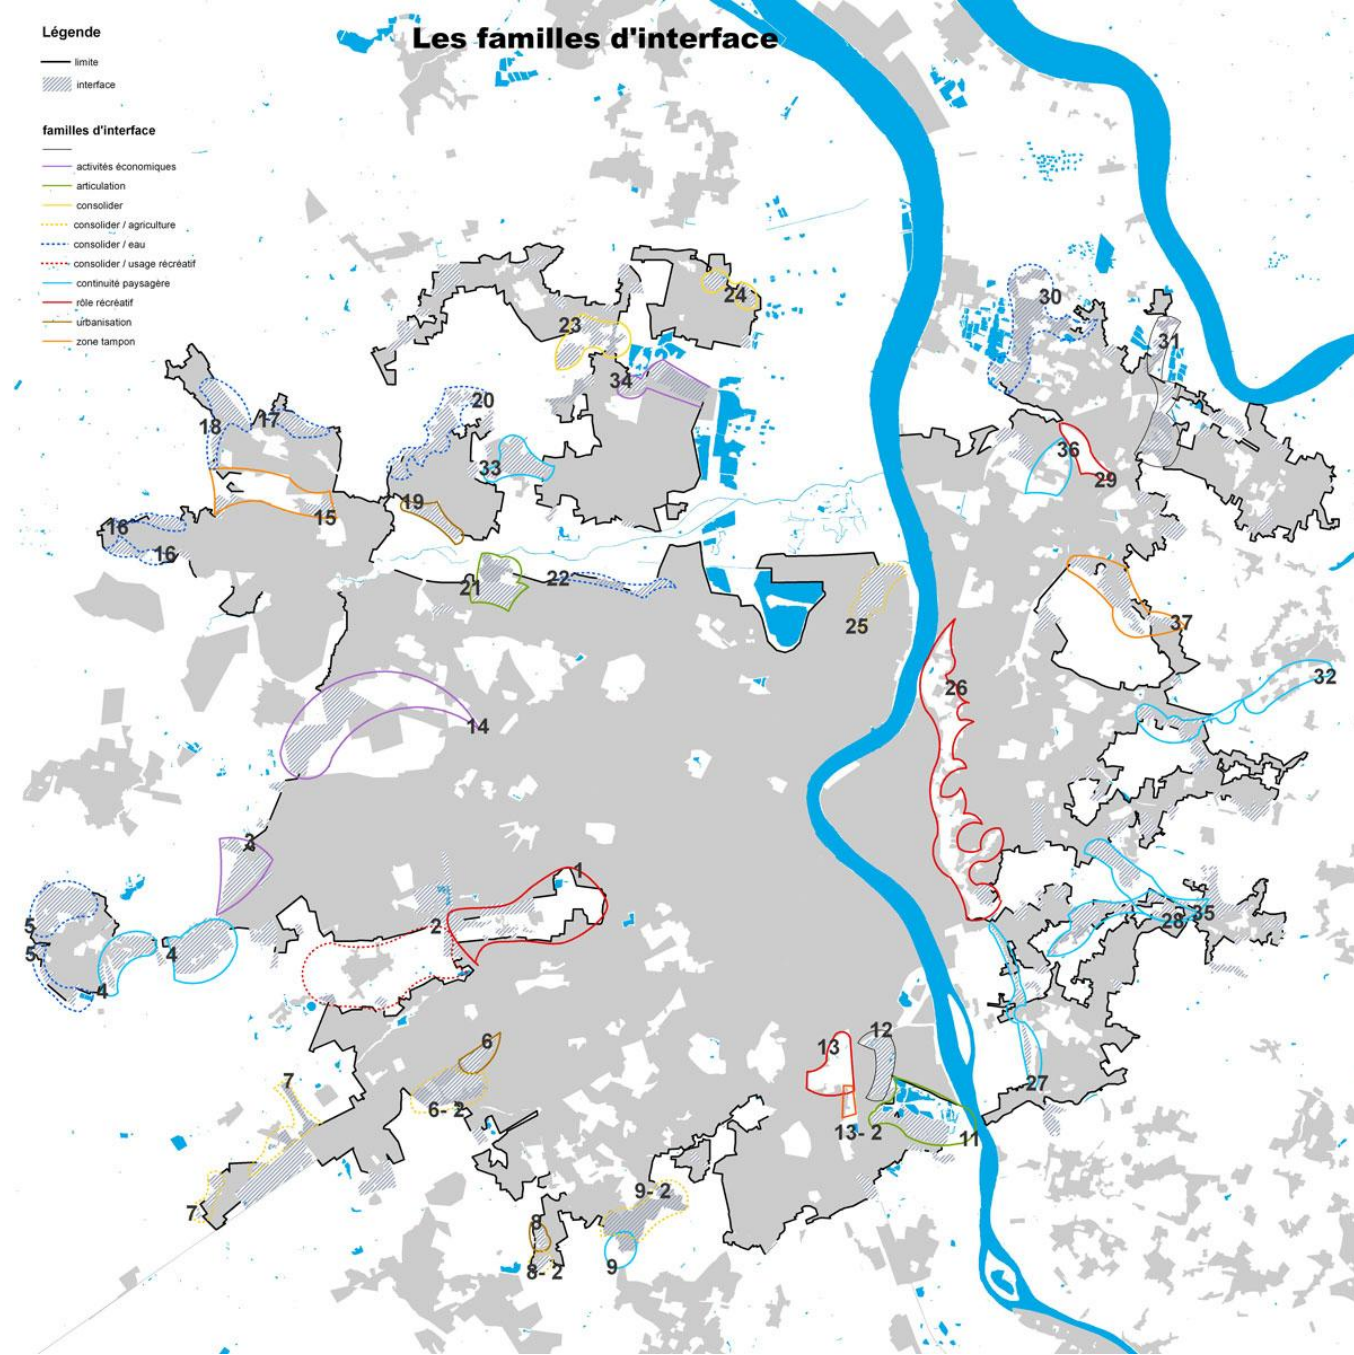 Les familles d'interface
Légende
limite
interface
familles d'interface
activités économiques
articulation
consolider
consolider / agriculture
consolider / eau
consolider / usage récréatif
continuité paysagère
rôle récréatif
urbanisation
zone tampon
24
30
23
31
34
20
18
17
33
36
29
19
15
16
16
21
22
25
37
32
26
14
3
1
2
5
5
4
4
28
35
12
13
6
27
7
6- 2
13- 2
11
7
9- 2
8
9
8- 2